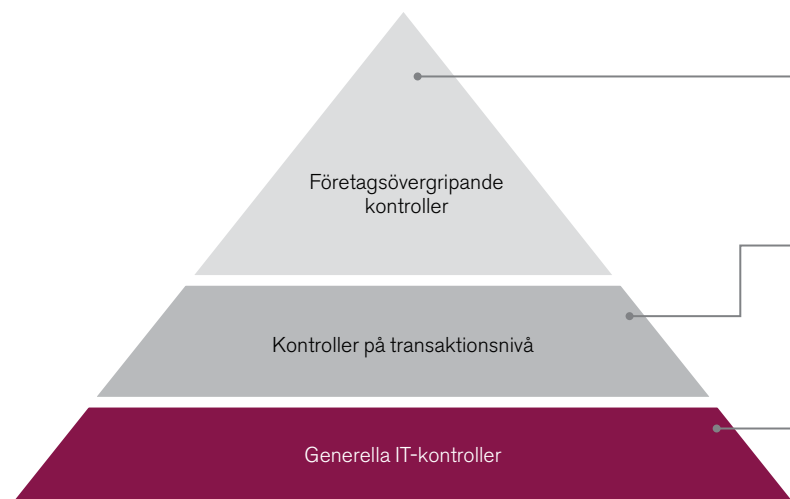 Företagsövergripande
kontroller
Kontroller på transaktionsnivå
Generella IT-kontroller